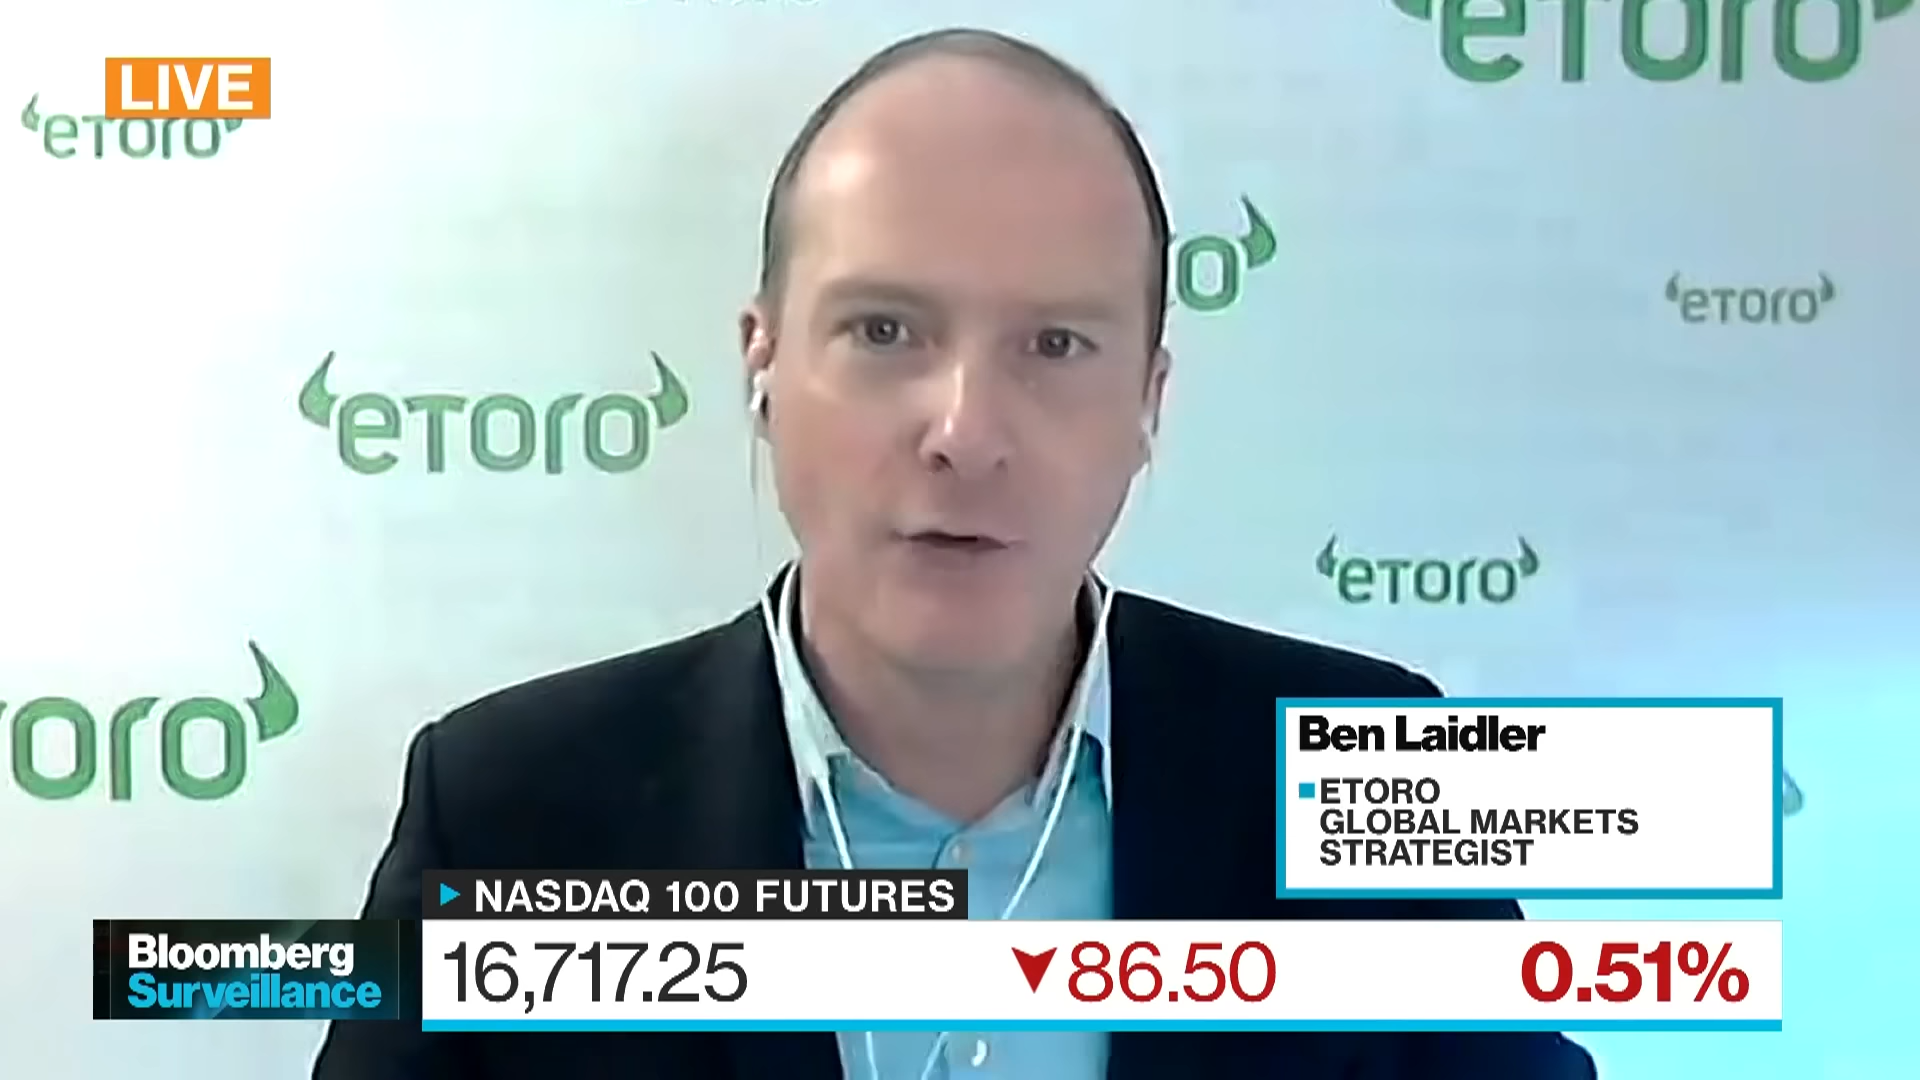 eToro
LIVE
eToro
o
eToro
eToro
eToro
oro
Ben Laidler
ETORO
GLOBAL MARKETS
STRATEGIST
NASDAQ 100 FUTURES
Bloomberg
Surveillance
16,717.25 86.50 0.51%